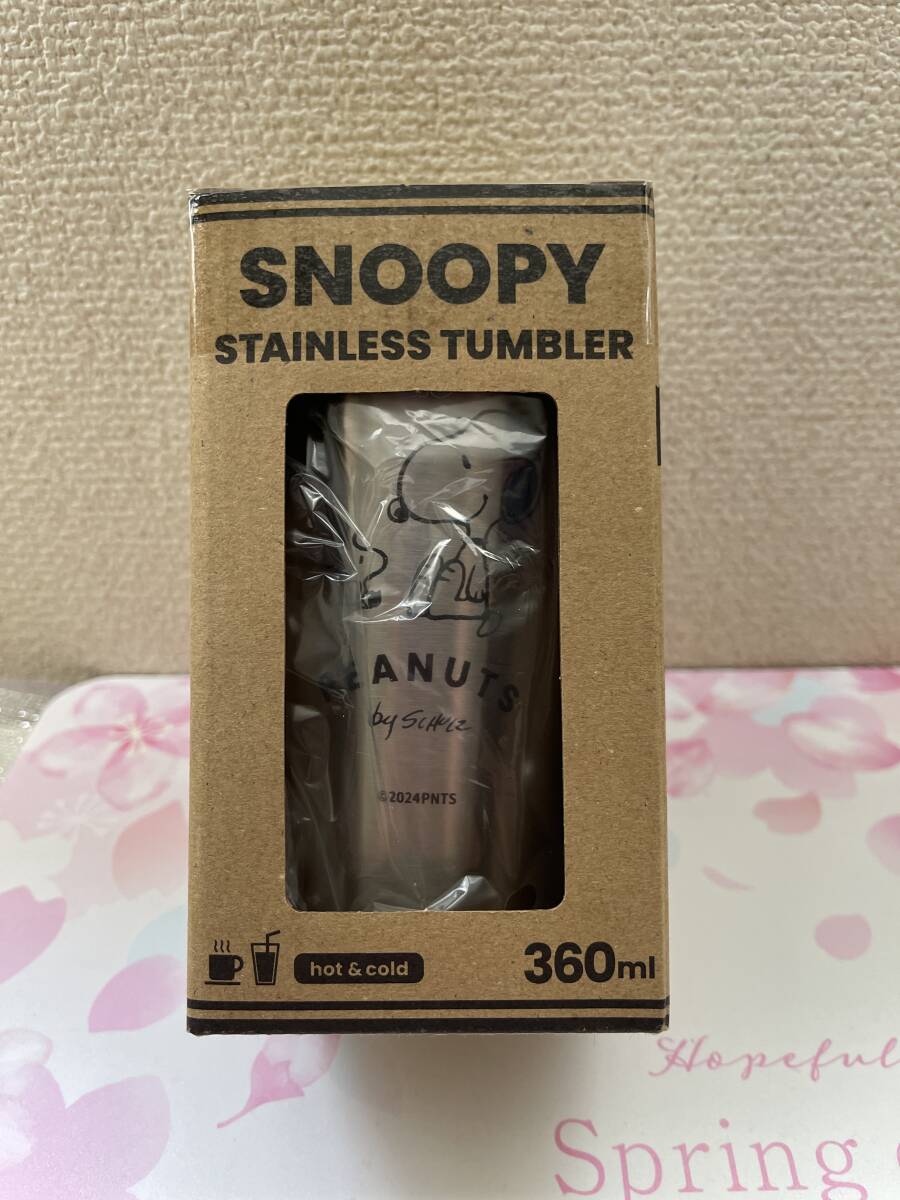 SNOOPY
STAINLESS TUMBLER
PEANUTS
by SCHULZ
©2024PNTS
hot & cold
360ml
Hopeful
Spring